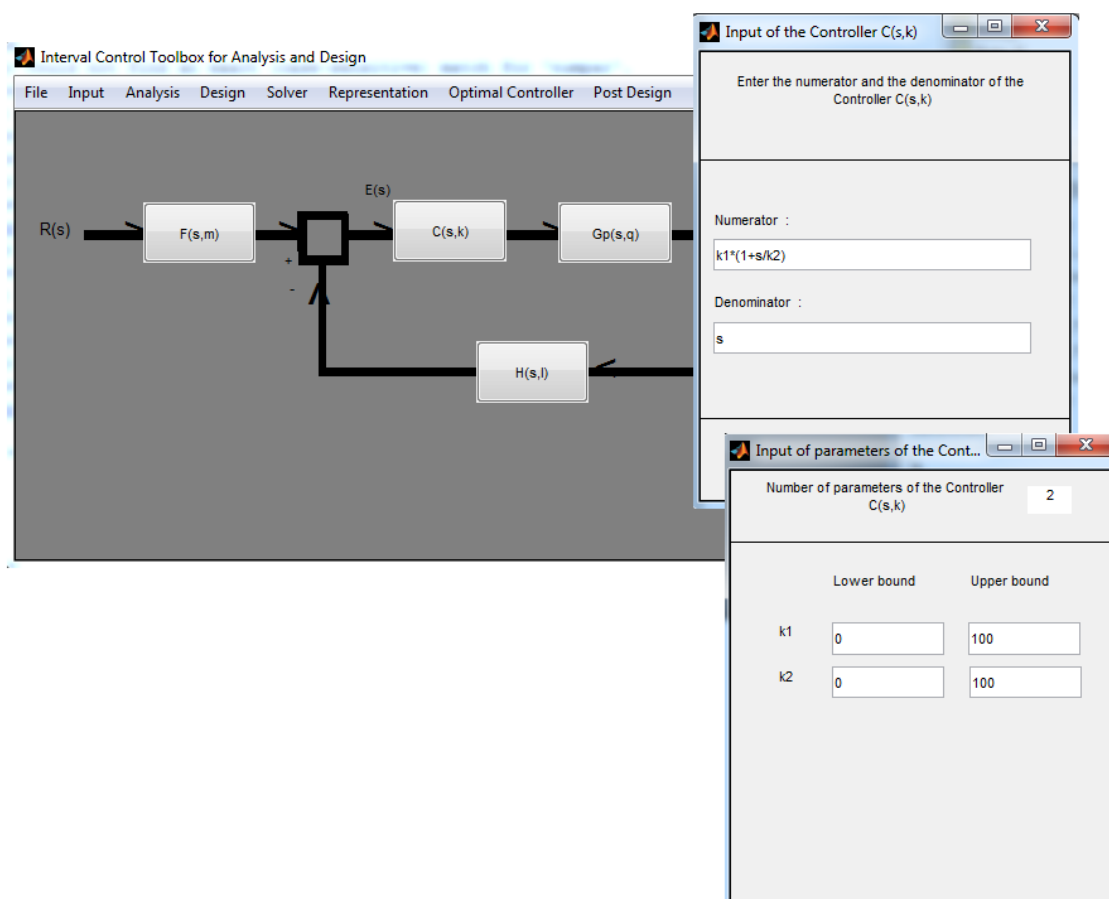 Interval Control Toolbox for Analysis and Design
File Input Analysis Design Solver Representation Optimal Controller Post Design
R(s)
F(s,m)
+
-
E(s)
C(s,k)
Gp(s,q)
H(s,l)
Input of the Controller C(s,k)
Enter the numerator and the denominator of the
Controller C(s,k)
Numerator :
k1*(1+s/k2)
Denominator :
s
Input of parameters of the Cont...
Number of parameters of the Controller
C(s,k)
2
Lower bound Upper bound
k1 0 100
k2 0 100